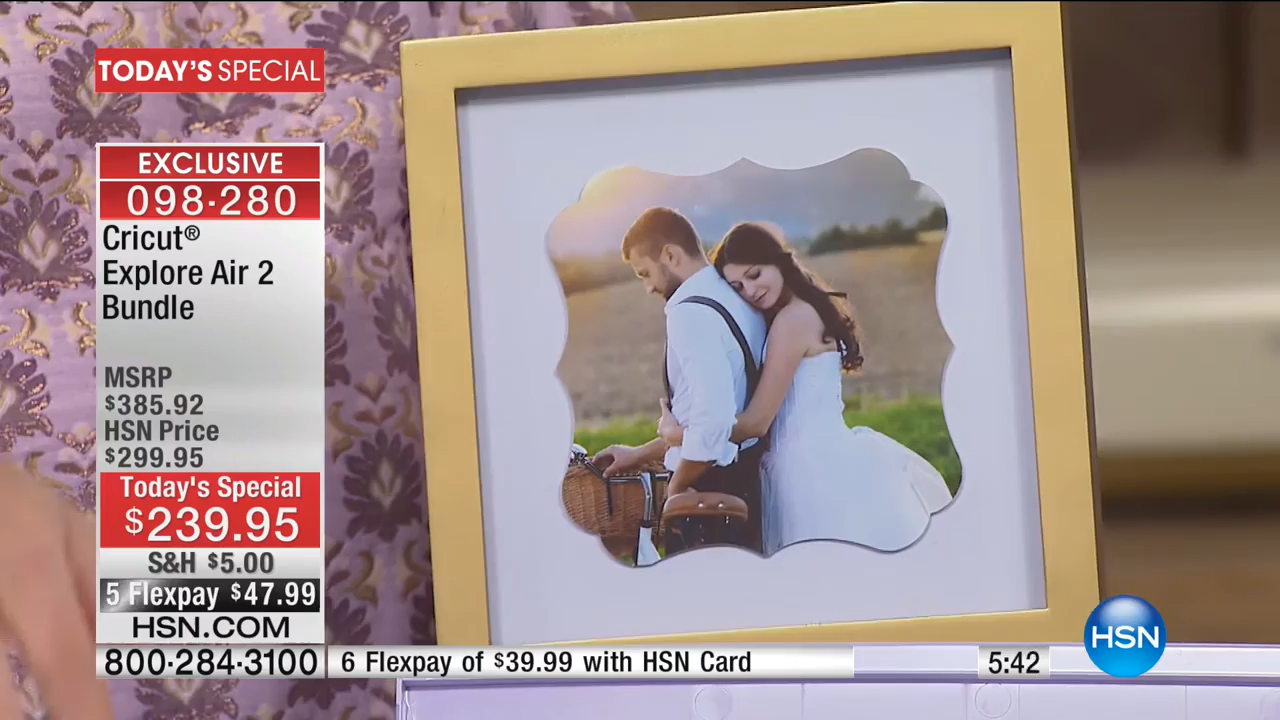 TODAY'S SPECIAL
EXCLUSIVE
098·280
Cricut®
Explore Air 2
Bundle
MSRP
$385.92
HSN Price
$299.95
Today's Special
$239.95
S&H $5.00
5 Flexpay $47.99
HSN.COM
800·284·3100
6 Flexpay of $39.99 with HSN Card
5:42
HSN